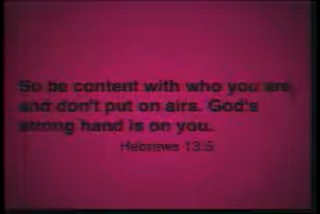 So be content with who you are,
and don't put on airs. God's
strong hand is on you.
Hebrews 13:5